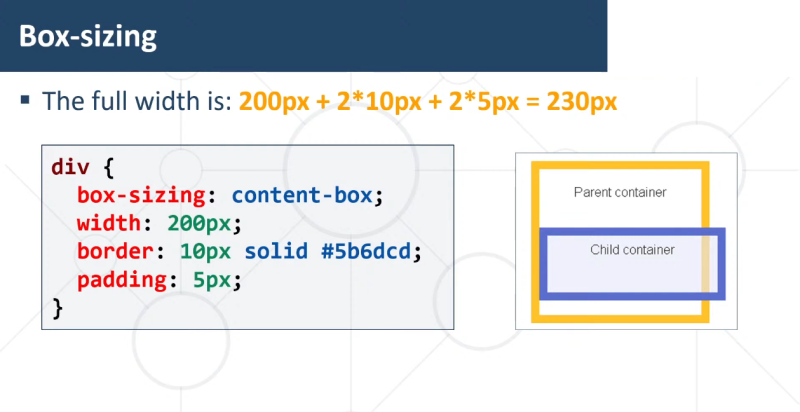 Box-sizing
▪ The full width is: 200px + 2*10px + 2*5px = 230px
div {
  box-sizing: content-box;
  width: 200px;
  border: 10px solid #5b6dcd;
  padding: 5px;
}
Parent container
Child container